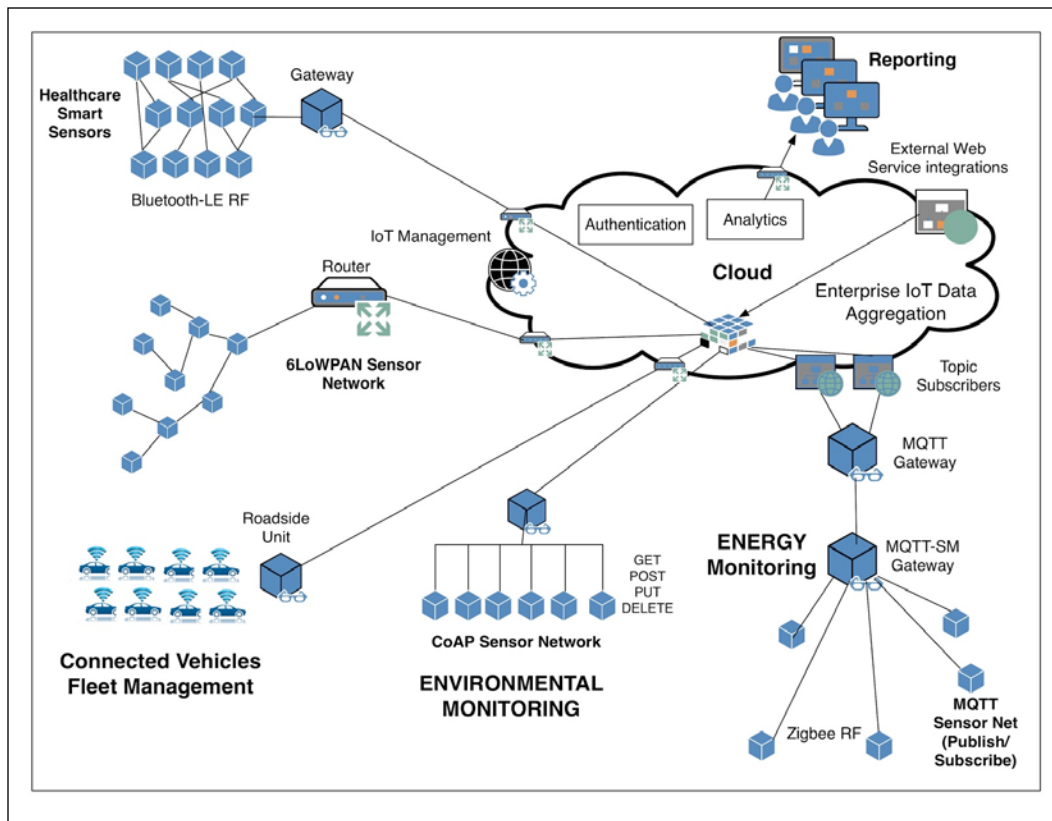 Reporting
Gateway
Healthcare
Smart
Sensors
External Web
Service integrations
Bluetooth-LE RF
Authentication
Analytics
IoT Management
Cloud
Router
Enterprise IoT Data
Aggregation
6LoWPAN Sensor
Network
Topic
Subscribers
MQTT
Gateway
Roadside
Unit
ENERGY
Monitoring
MQTT-SM
Gateway
GET
POST
PUT
DELETE
CoAP Sensor Network
Connected Vehicles
Fleet Management
ENVIRONMENTAL
MONITORING
MQTT
Sensor Net
(Publish/
Subscribe)
Zigbee RF